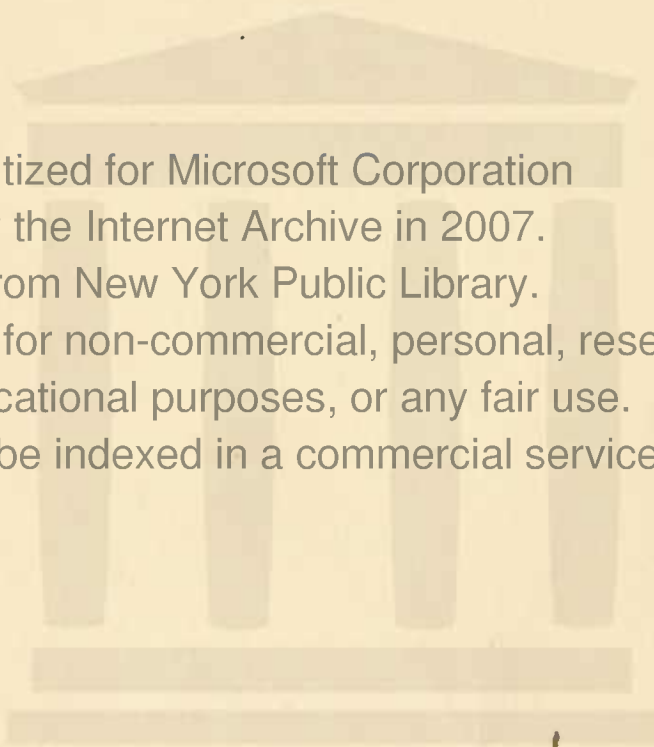 tized for Microsoft Corporation
the Internet Archive in 2007.
rom New York Public Library.
for non-commercial, personal, rese
cational purposes, or any fair use.
be indexed in a commercial service